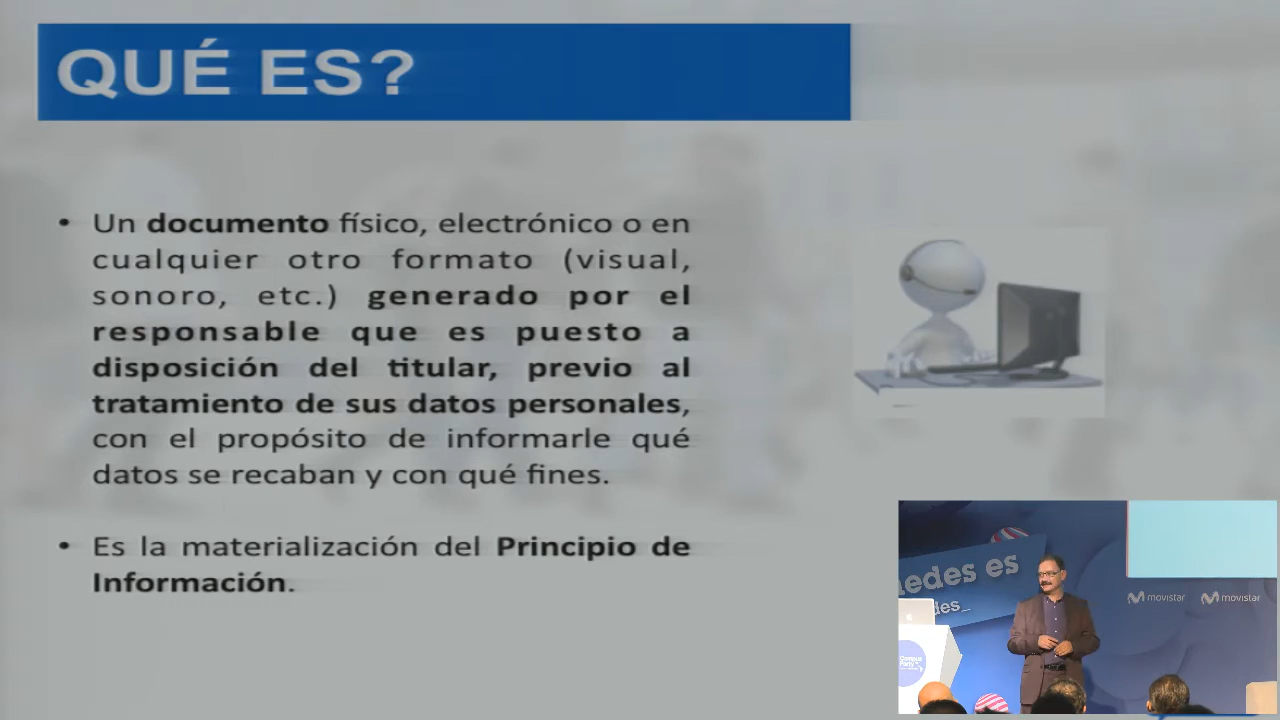 QUÉ ES?
• Un documento físico, electrónico o en
cualquier otro formato (visual,
sonoro, etc.) generado por el
responsable que es puesto a
disposición del titular, previo al
tratamiento de sus datos personales,
con el propósito de informarle qué
datos se recaban y con qué fines.
• Es la materialización del Principio de
Información.
es
movistar movistar